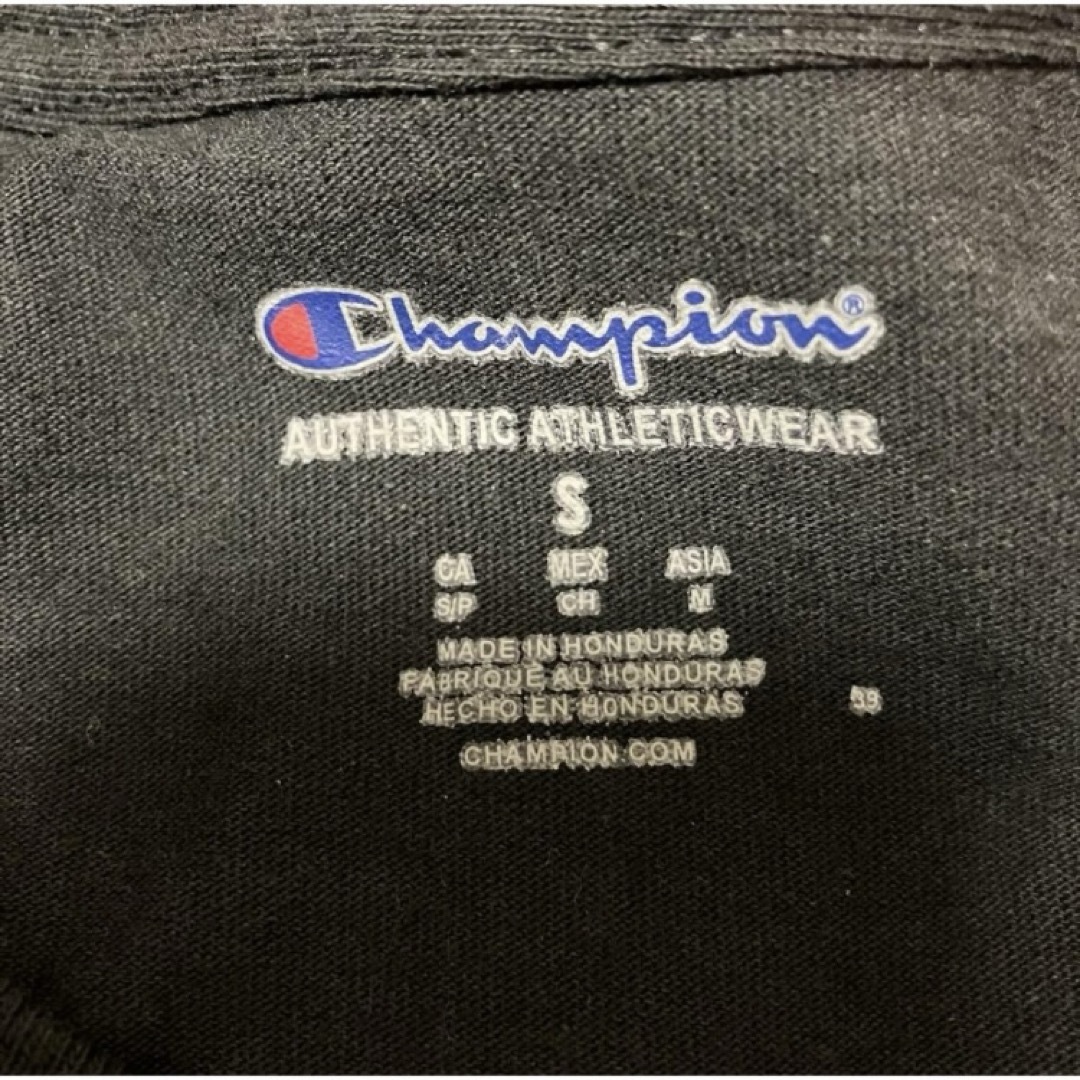 Champion®
AUTHENTIC ATHLETICWEAR
S
CA MEX ASIA
S/P CH M
MADE IN HONDURAS
FABRIQUE AU HONDURAS
HECHO EN HONDURAS
39
CHAMPION.COM